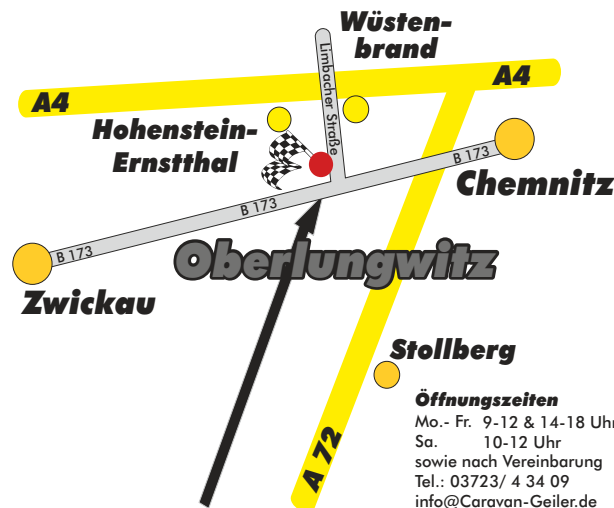 Wüsten-
brand
Limbacher Straße
A4
A4
Hohenstein-
Ernstthal
B 173
Chemnitz
B 173
B 173
Oberlungwitz
Zwickau
Stollberg
A 72
Öffnungszeiten
Mo.- Fr. 9-12 & 14-18 Uhr
Sa. 10-12 Uhr
sowie nach Vereinbarung
Tel.: 03723/ 4 34 09
info@Caravan-Geiler.de